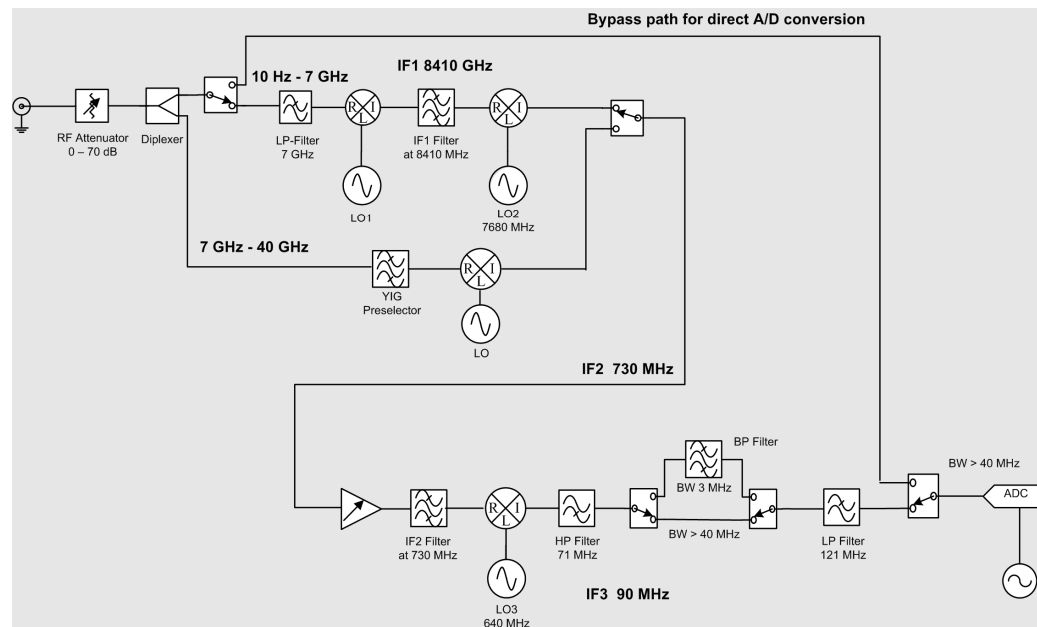 Bypass path for direct A/D conversion
10 Hz - 7 GHz
IF1 8410 GHz
R I
L
R I
L
RF Attenuator
0 – 70 dB
Diplexer
LP-Filter
7 GHz
IF1 Filter
at 8410 MHz
LO1
LO2
7680 MHz
7 GHz - 40 GHz
R I
L
YIG
Preselector
LO
IF2 730 MHz
BP Filter
BW 3 MHz
BW > 40 MHz
ADC
R I
L
IF2 Filter
at 730 MHz
HP Filter
71 MHz
BW > 40 MHz
LP Filter
121 MHz
LO3
640 MHz
IF3 90 MHz